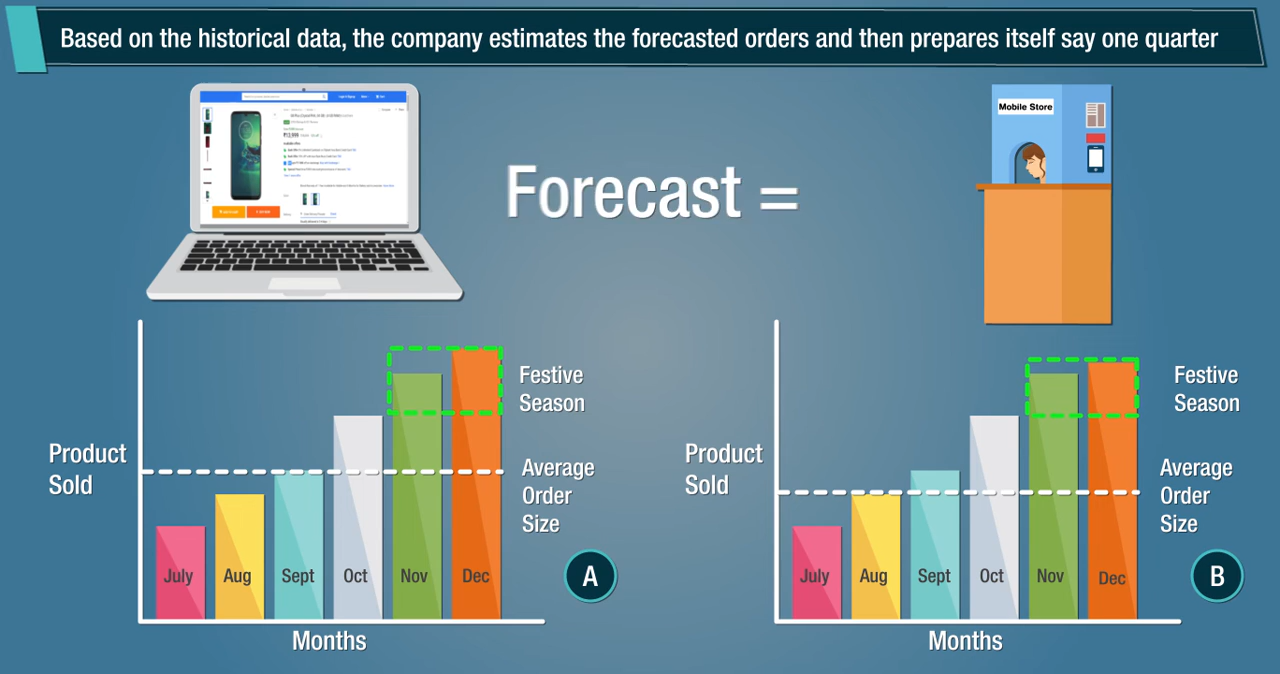 Based on the historical data, the company estimates the forecasted orders and then prepares itself say one quarter
Mobile Store
Forecast =
Product
Sold
Festive
Season
Average
Order
Size
July
Aug
Sept
Oct
Nov
Dec
A
Months
Product
Sold
Festive
Season
Average
Order
Size
July
Aug
Sept
Oct
Nov
Dec
B
Months